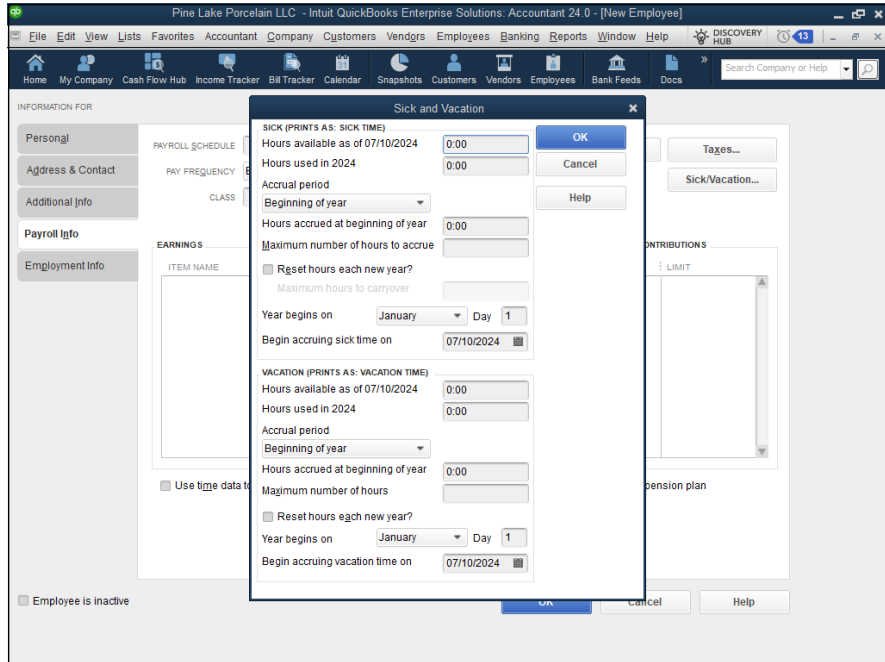 Pine Lake Porcelain LLC - Intuit QuickBooks Enterprise Solutions: Accountant 24.0 - [New Employee]
File Edit View Lists Favorites Accountant Company Customers Vendors Employees Banking Reports Window Help DISCOVERY HUB 13
Home My Company Cash Flow Hub Income Tracker Bill Tracker Calendar Snapshots Customers Vendors Employees Bank Feeds Docs » Search Company or Help
INFORMATION FOR
Personal
Address & Contact
Additional Info
Payroll Info
Employment Info
PAYROLL SCHEDULE
PAY FREQUENCY
CLASS
Taxes...
Sick/Vacation...
EARNINGS
ITEM NAME
LIMIT
Use time data
pension plan
Sick and Vacation
SICK (PRINTS AS: SICK TIME)
Hours available as of 07/10/2024 0:00
Hours used in 2024 0:00
Accrual period
Beginning of year
Hours accrued at beginning of year 0:00
Maximum number of hours to accrue
Reset hours each new year?
Maximum hours to carryover
Year begins on January Day 1
Begin accruing sick time on 07/10/2024
VACATION (PRINTS AS: VACATION TIME)
Hours available as of 07/10/2024 0:00
Hours used in 2024 0:00
Accrual period
Beginning of year
Hours accrued at beginning of year 0:00
Maximum number of hours
Reset hours each new year?
Year begins on January Day 1
Begin accruing vacation time on 07/10/2024
OK
Cancel
Help
Employee is inactive
OK Cancel Help